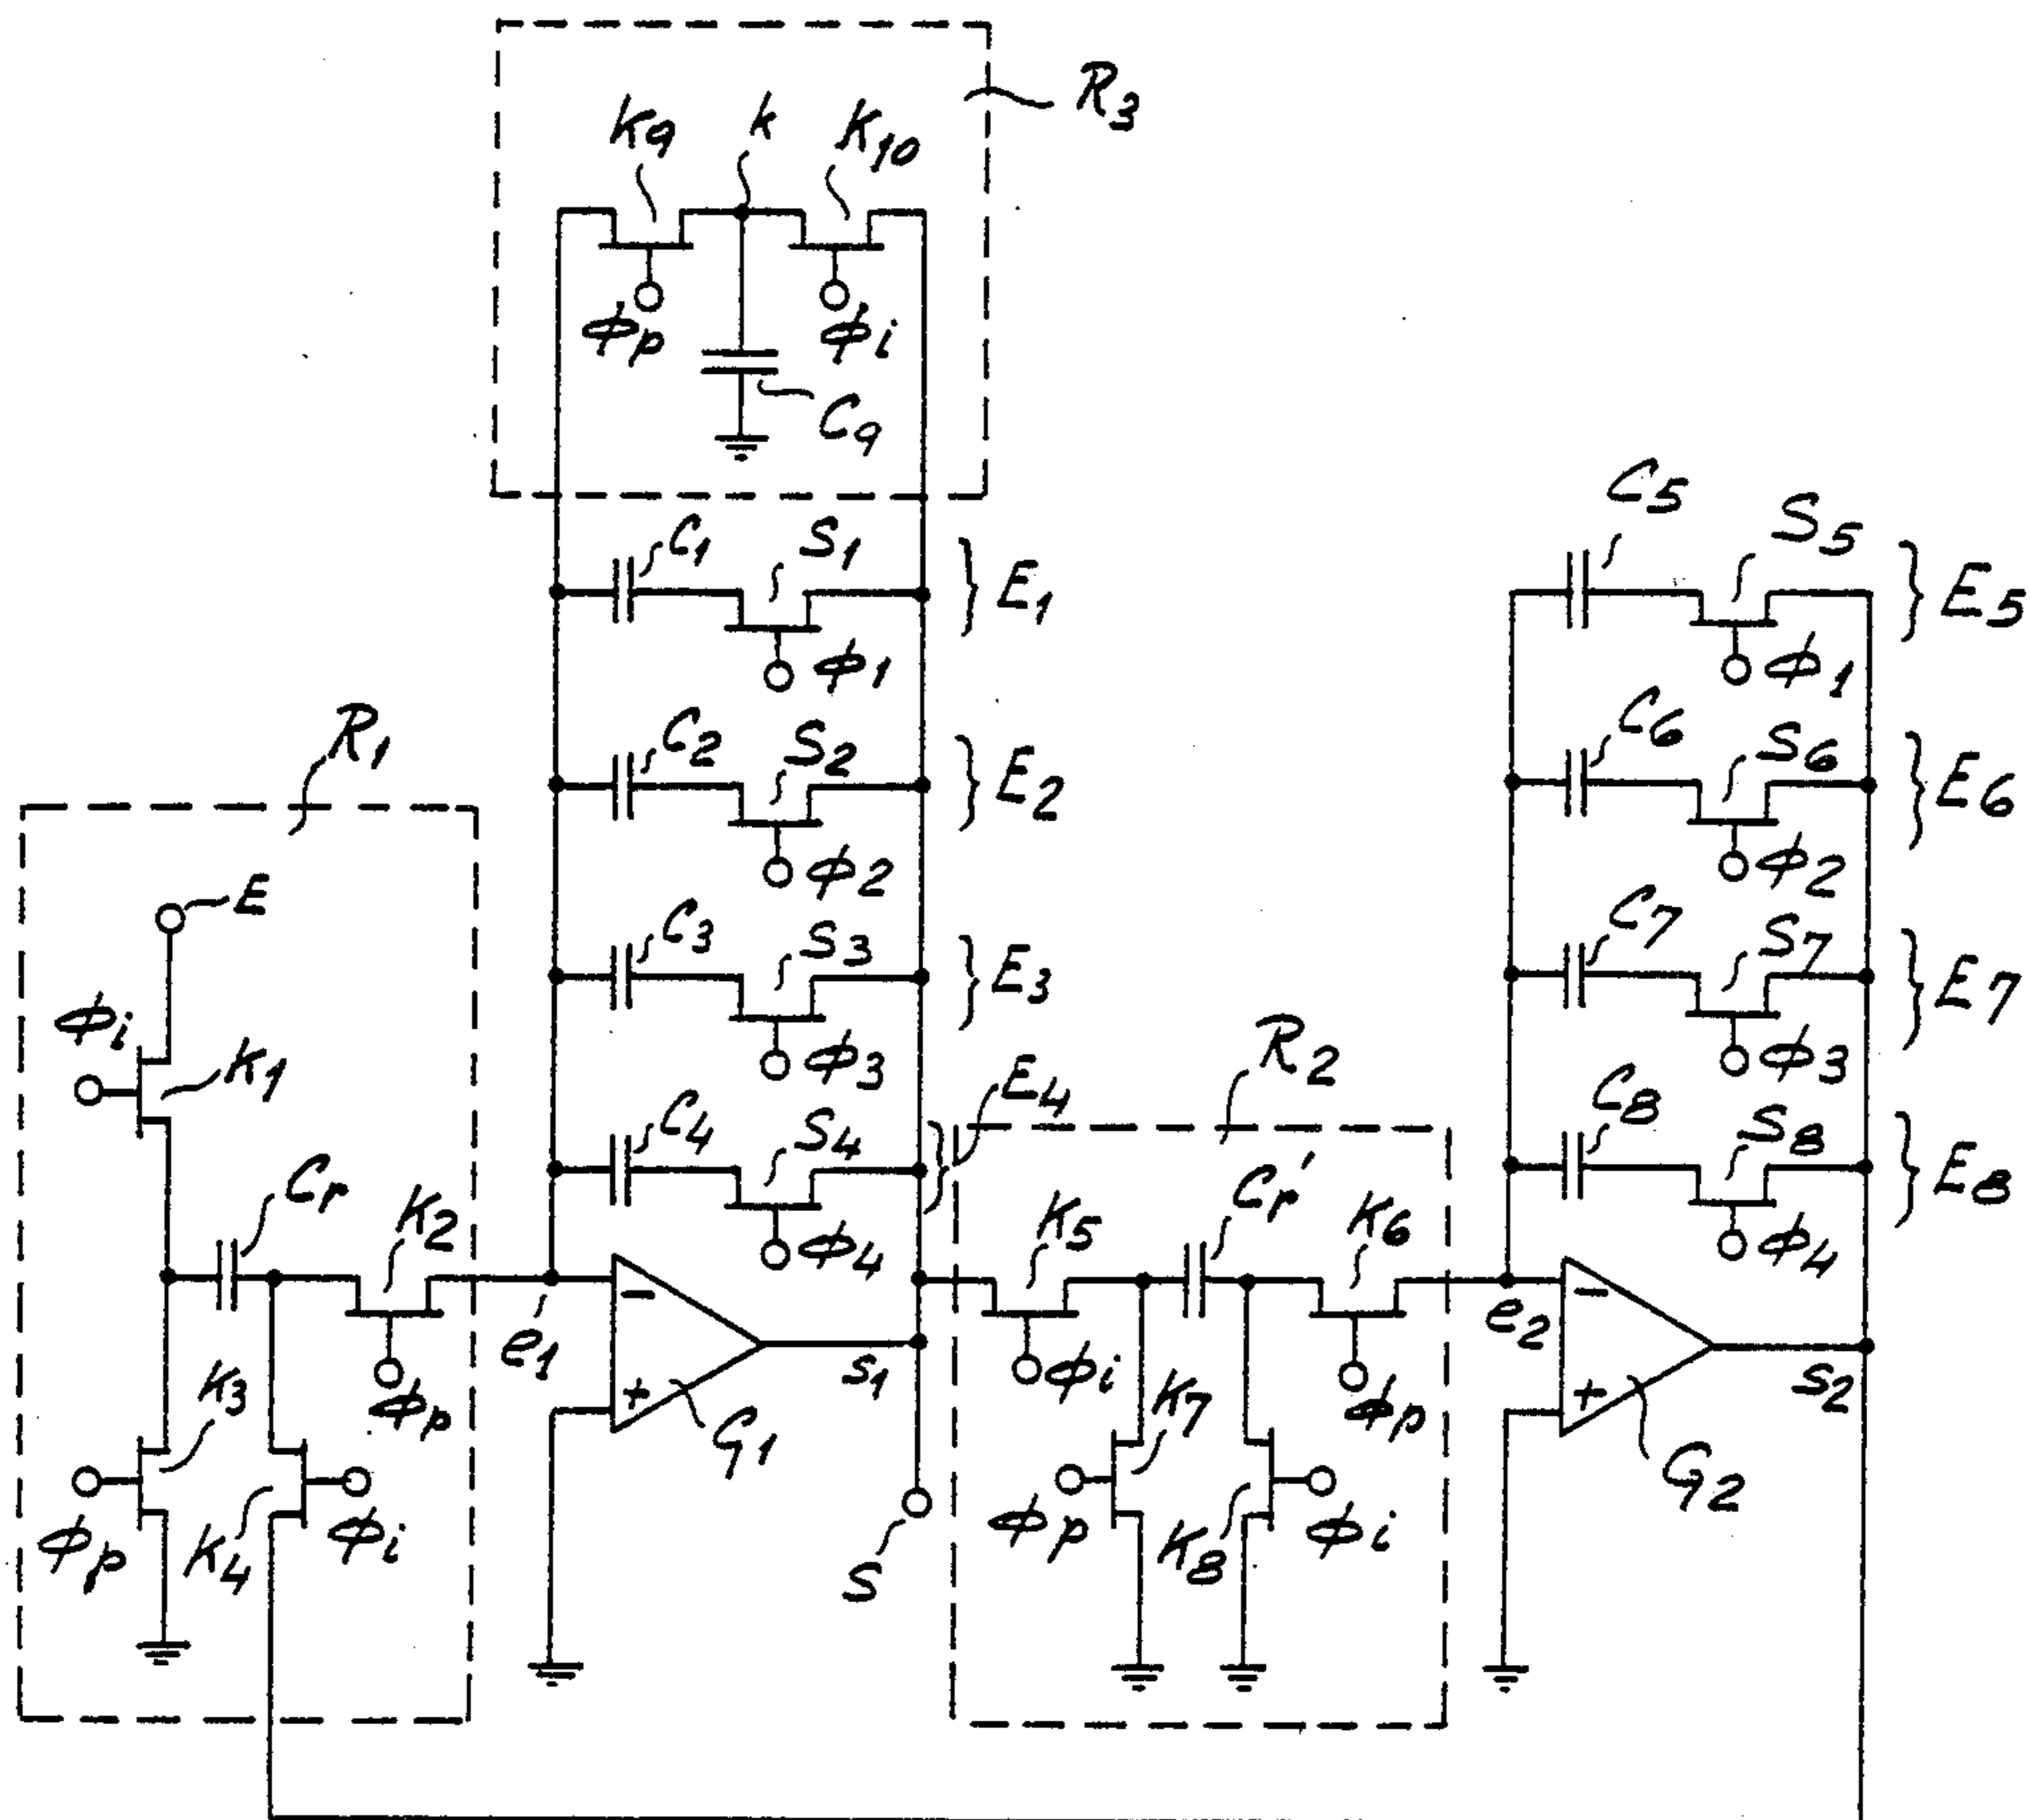 R3
K9 k K10
ϕp ϕi
C9
C1 S1 E1
ϕ1
C5 S5 E5
ϕ1
C2 S2 E2
ϕ2
C6 S6 E6
ϕ2
R1
E
C3 S3 E3
ϕ3
C7 S7 E7
ϕ3
ϕi K1
R2
E4
C4 S4
ϕ4
C8 S8 E8
ϕ4
Cr K2
K5 Cr' K6
e1 - s1
ϕi
e2 - s2
K3 ϕp + G1
K7 ϕp + G2
ϕp K4 ϕi
S
ϕp K8 ϕi